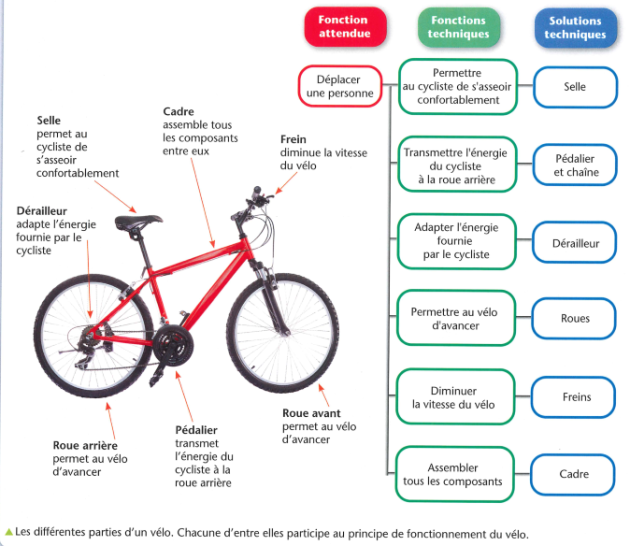 Fonction
attendue
Fonctions
techniques
Solutions
techniques
Déplacer
une personne
Permettre
au cycliste de s'asseoir
confortablement
Selle
Transmettre l'énergie
du cycliste
à la roue arrière
Pédalier
et chaîne
Adapter l'énergie
fournie
par le cycliste
Dérailleur
Permettre au vélo
d'avancer
Roues
Diminuer
la vitesse du vélo
Freins
Assembler
tous les composants
Cadre
Selle
permet au
cycliste de
s'asseoir
confortablement
Cadre
assemble tous
les composants
entre eux
Frein
diminue la vitesse
du vélo
Dérailleur
adapte l'énergie
fournie par le
cycliste
Roue arrière
permet au vélo
d'avancer
Pédalier
transmet
l'énergie du
cycliste à la
roue arrière
Roue avant
permet au vélo
d'avancer
Les différentes parties d'un vélo. Chacune d'entre elles participe au principe de fonctionnement du vélo.